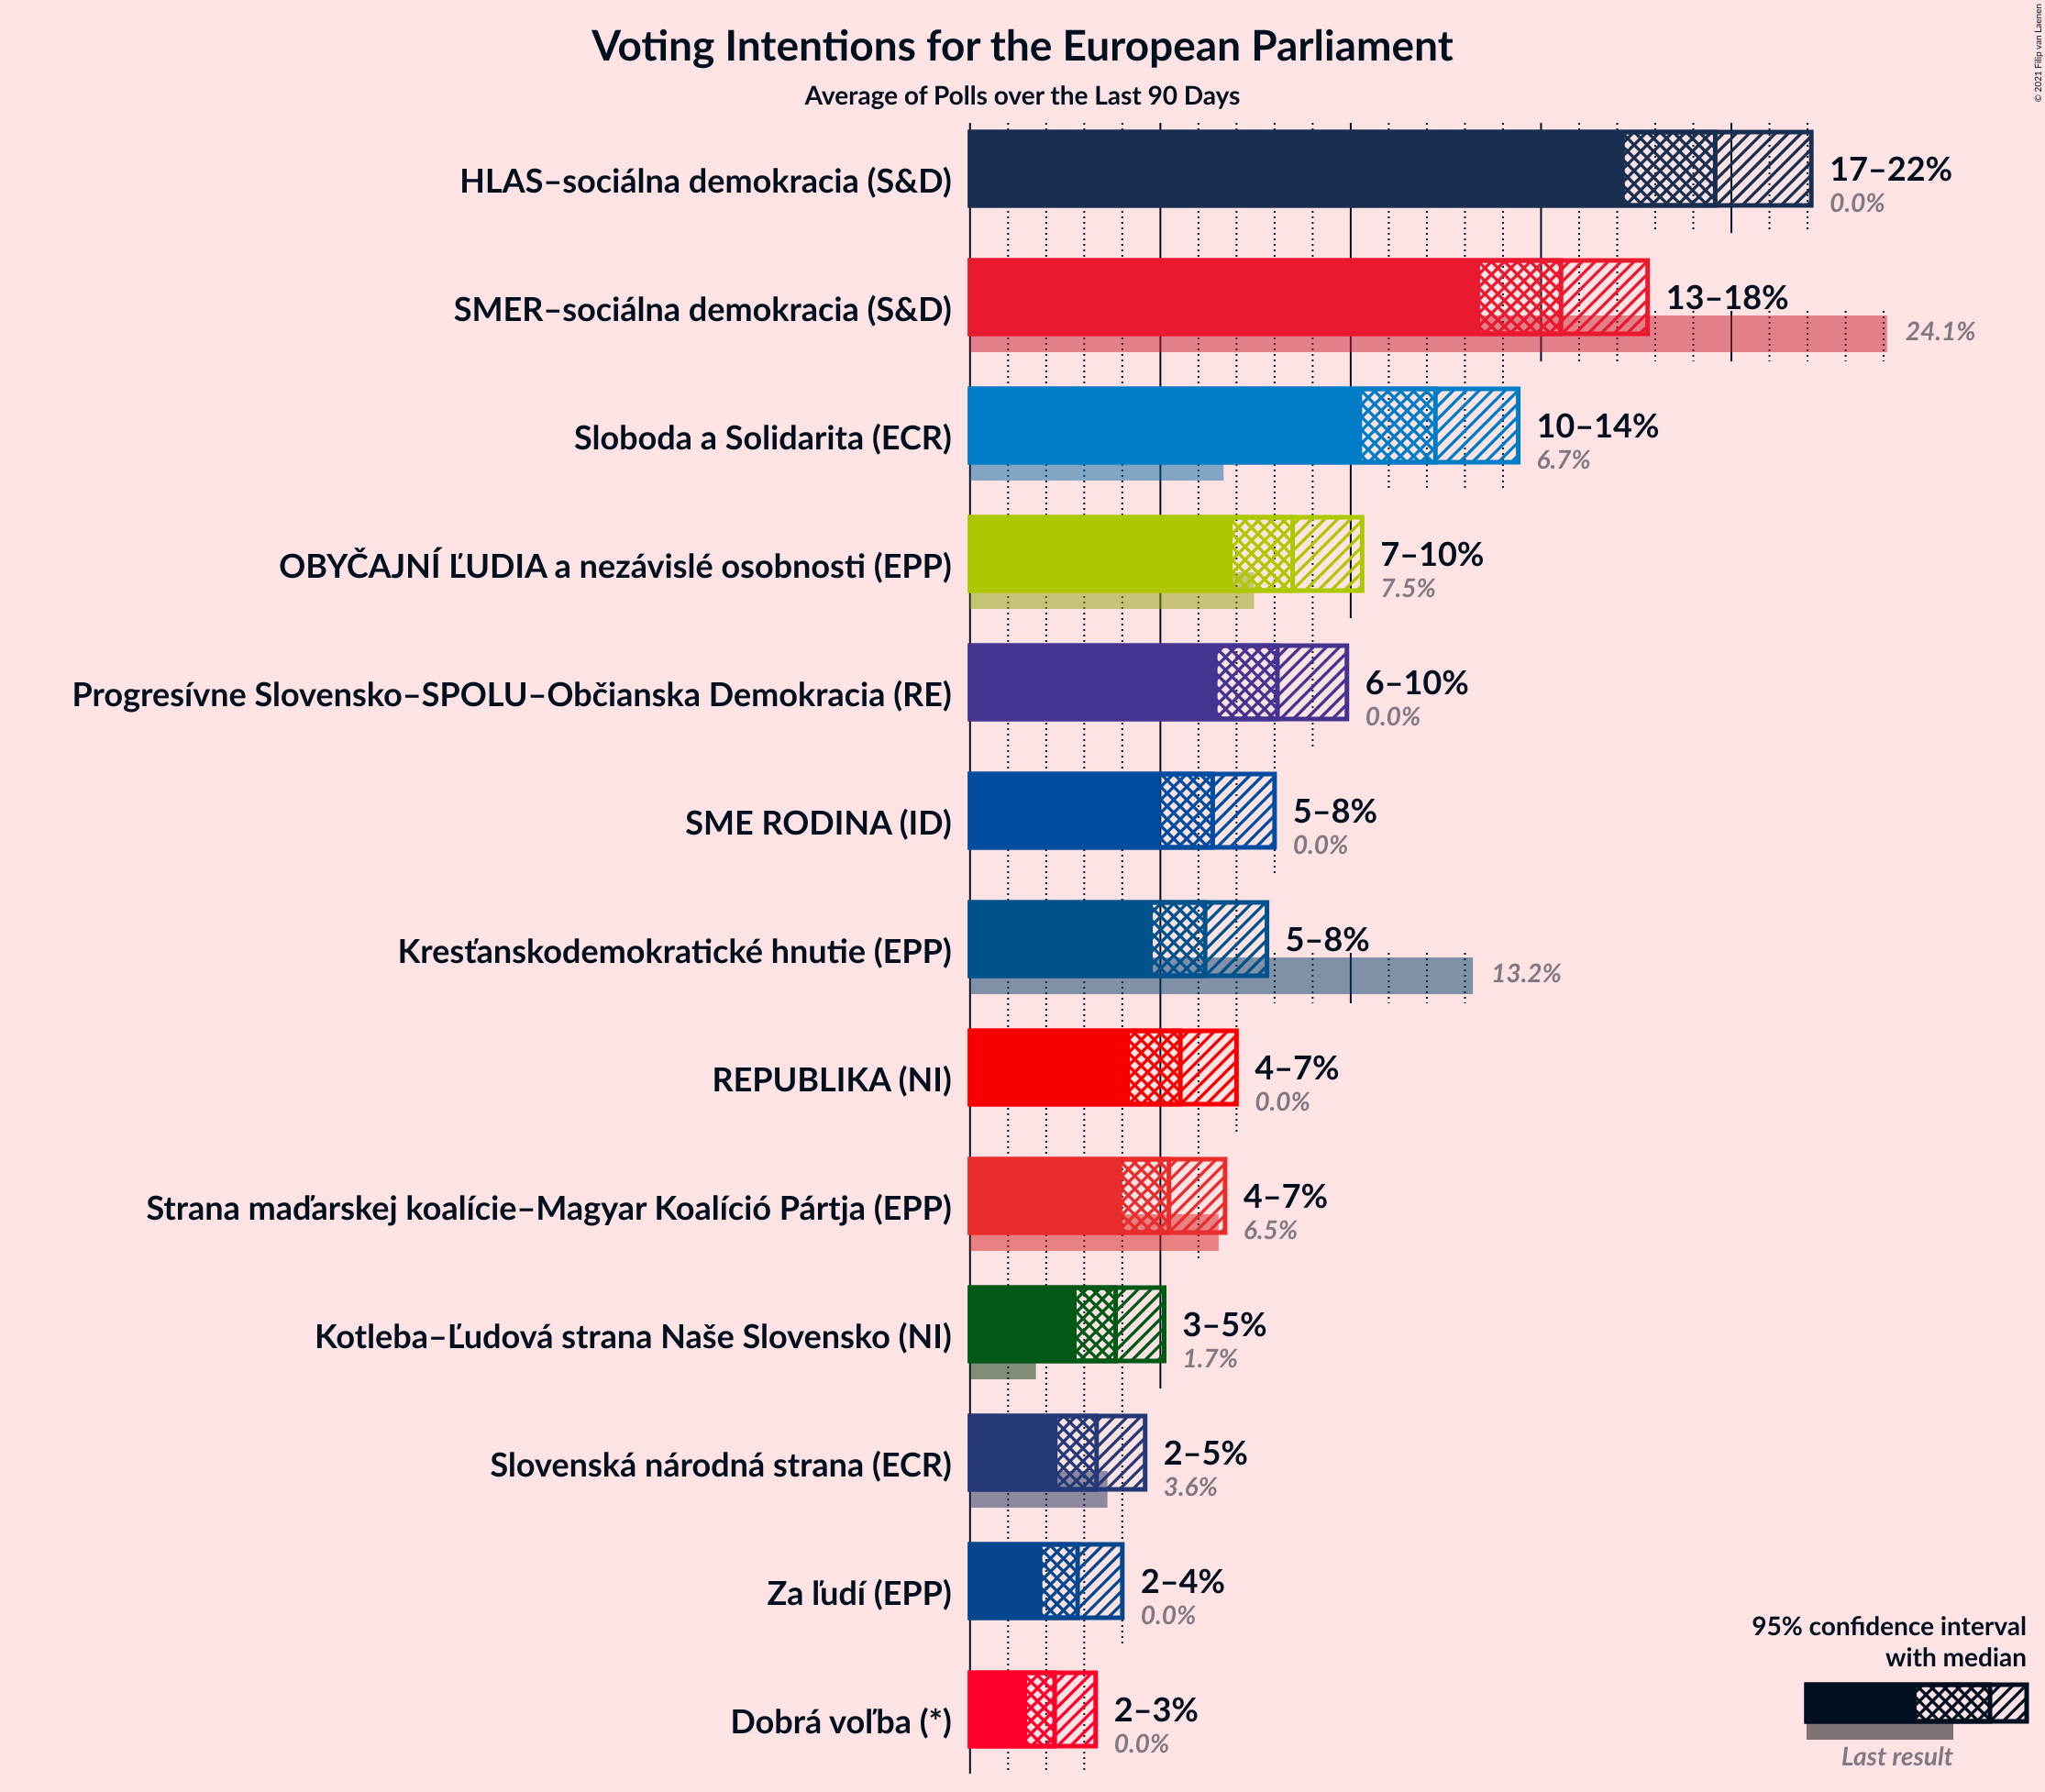 Voting Intentions for the European Parliament
Average of Polls over the Last 90 Days
© 2021 Filip van Laenen
HLAS–sociálna demokracia (S&D)
17–22%
0.0%
SMER–sociálna demokracia (S&D)
13–18%
24.1%
Sloboda a Solidarita (ECR)
10–14%
6.7%
OBYČAJNÍ ĽUDIA a nezávislé osobnosti (EPP)
7–10%
7.5%
Progresívne Slovensko–SPOLU–Občianska Demokracia (RE)
6–10%
0.0%
SME RODINA (ID)
5–8%
0.0%
Kresťanskodemokratické hnutie (EPP)
5–8%
13.2%
REPUBLIKA (NI)
4–7%
0.0%
Strana maďarskej koalície–Magyar Koalíció Pártja (EPP)
4–7%
6.5%
Kotleba–Ľudová strana Naše Slovensko (NI)
3–5%
1.7%
Slovenská národná strana (ECR)
2–5%
3.6%
Za ľudí (EPP)
2–4%
0.0%
Dobrá voľba (*)
2–3%
0.0%
95% confidence interval
with median
Last result